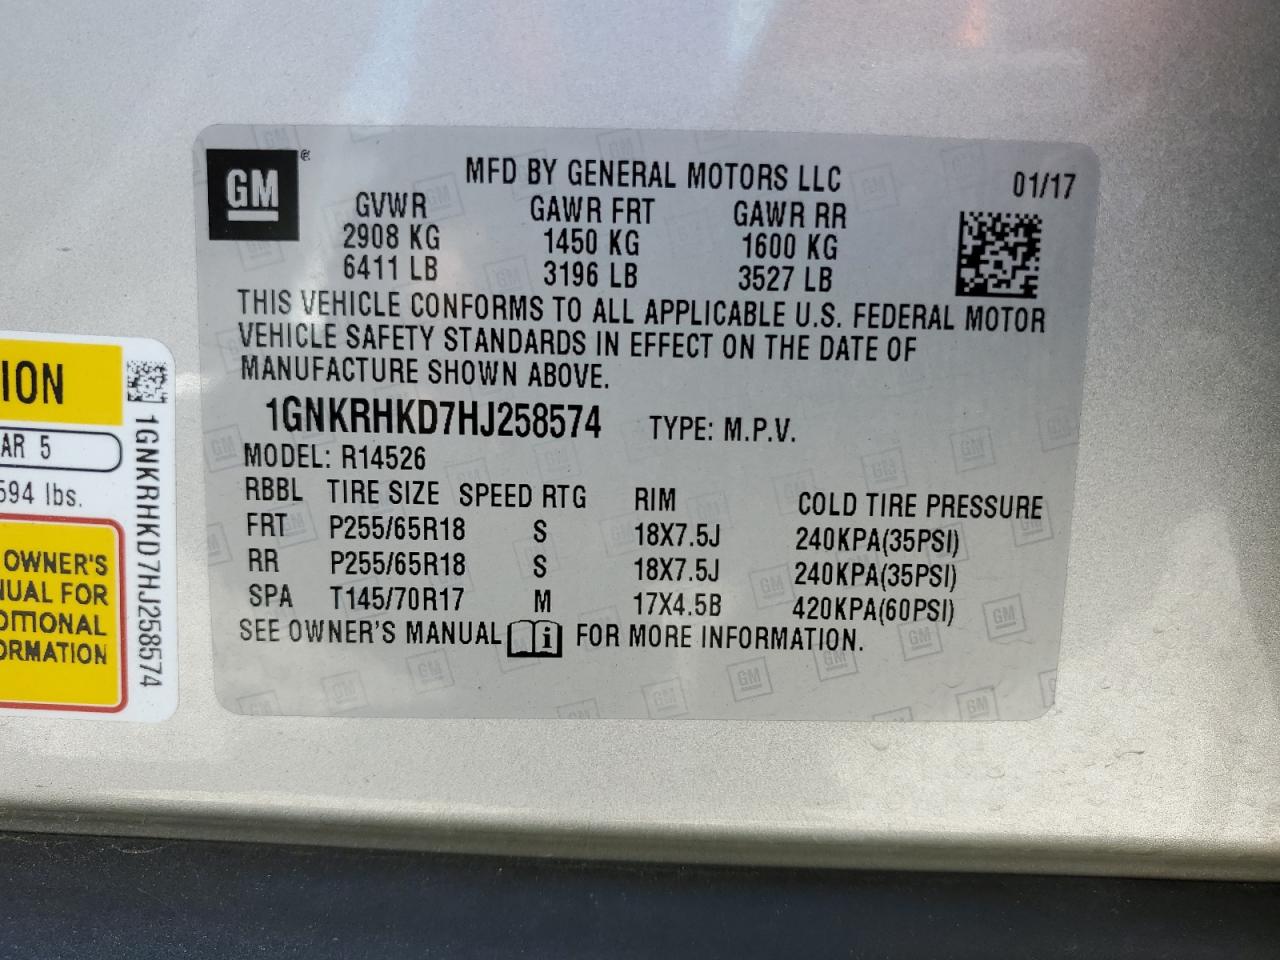 GM
®
MFD BY GENERAL MOTORS LLC
01/17
GVWR GAWR FRT GAWR RR
2908 KG 1450 KG 1600 KG
6411 LB 3196 LB 3527 LB
THIS VEHICLE CONFORMS TO ALL APPLICABLE U.S. FEDERAL MOTOR
VEHICLE SAFETY STANDARDS IN EFFECT ON THE DATE OF
MANUFACTURE SHOWN ABOVE.
1GNKRHKD7HJ258574 TYPE: M.P.V.
MODEL: R14526
RBBL TIRE SIZE SPEED RTG RIM COLD TIRE PRESSURE
FRT P255/65R18 S 18X7.5J 240KPA(35PSI)
RR P255/65R18 S 18X7.5J 240KPA(35PSI)
SPA T145/70R17 M 17X4.5B 420KPA(60PSI)
SEE OWNER'S MANUAL i FOR MORE INFORMATION.
ION
AR 5
594 lbs.
OWNER'S
NUAL FOR
DITIONAL
ORMATION
1GNKRHKD7HJ258574